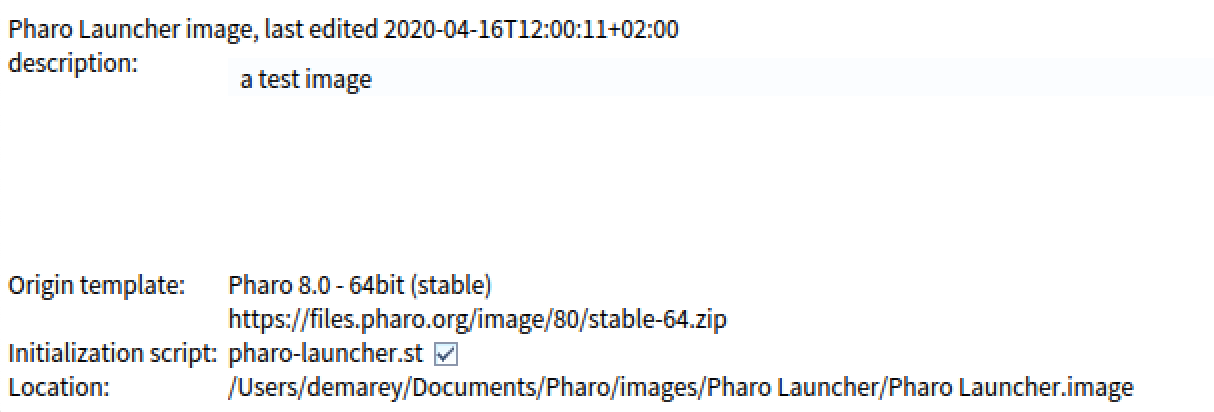 Pharo Launcher image, last edited 2020-04-16T12:00:11+02:00
description:
a test image
Origin template: Pharo 8.0 - 64bit (stable)
https://files.pharo.org/image/80/stable-64.zip
Initialization script: pharo-launcher.st
Location: /Users/demarey/Documents/Pharo/images/Pharo Launcher/Pharo Launcher.image